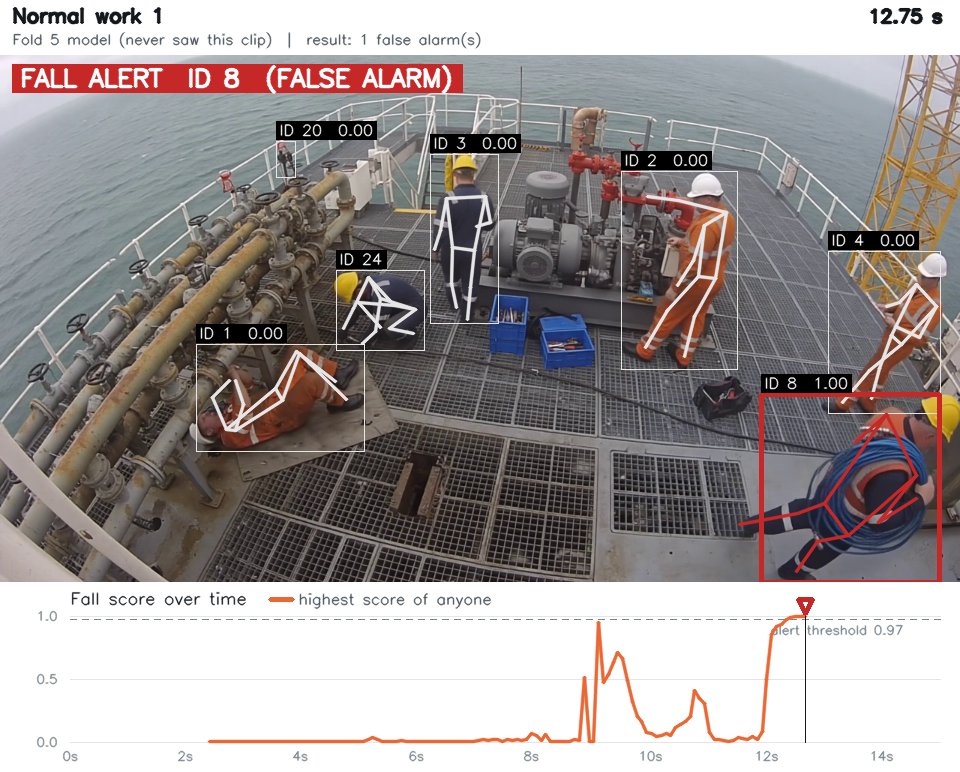 Normal work 1 12.75 s
Fold 5 model (never saw this clip) | result: 1 false alarm(s)
FALL ALERT ID 8 (FALSE ALARM)
ID 20 0.00
ID 3 0.00
ID 2 0.00
ID 4 0.00
ID 24
ID 1 0.00
ID 8 1.00
Fall score over time highest score of anyone
1.0
alert threshold 0.97
0.5
0.0
0s 2s 4s 6s 8s 10s 12s 14s